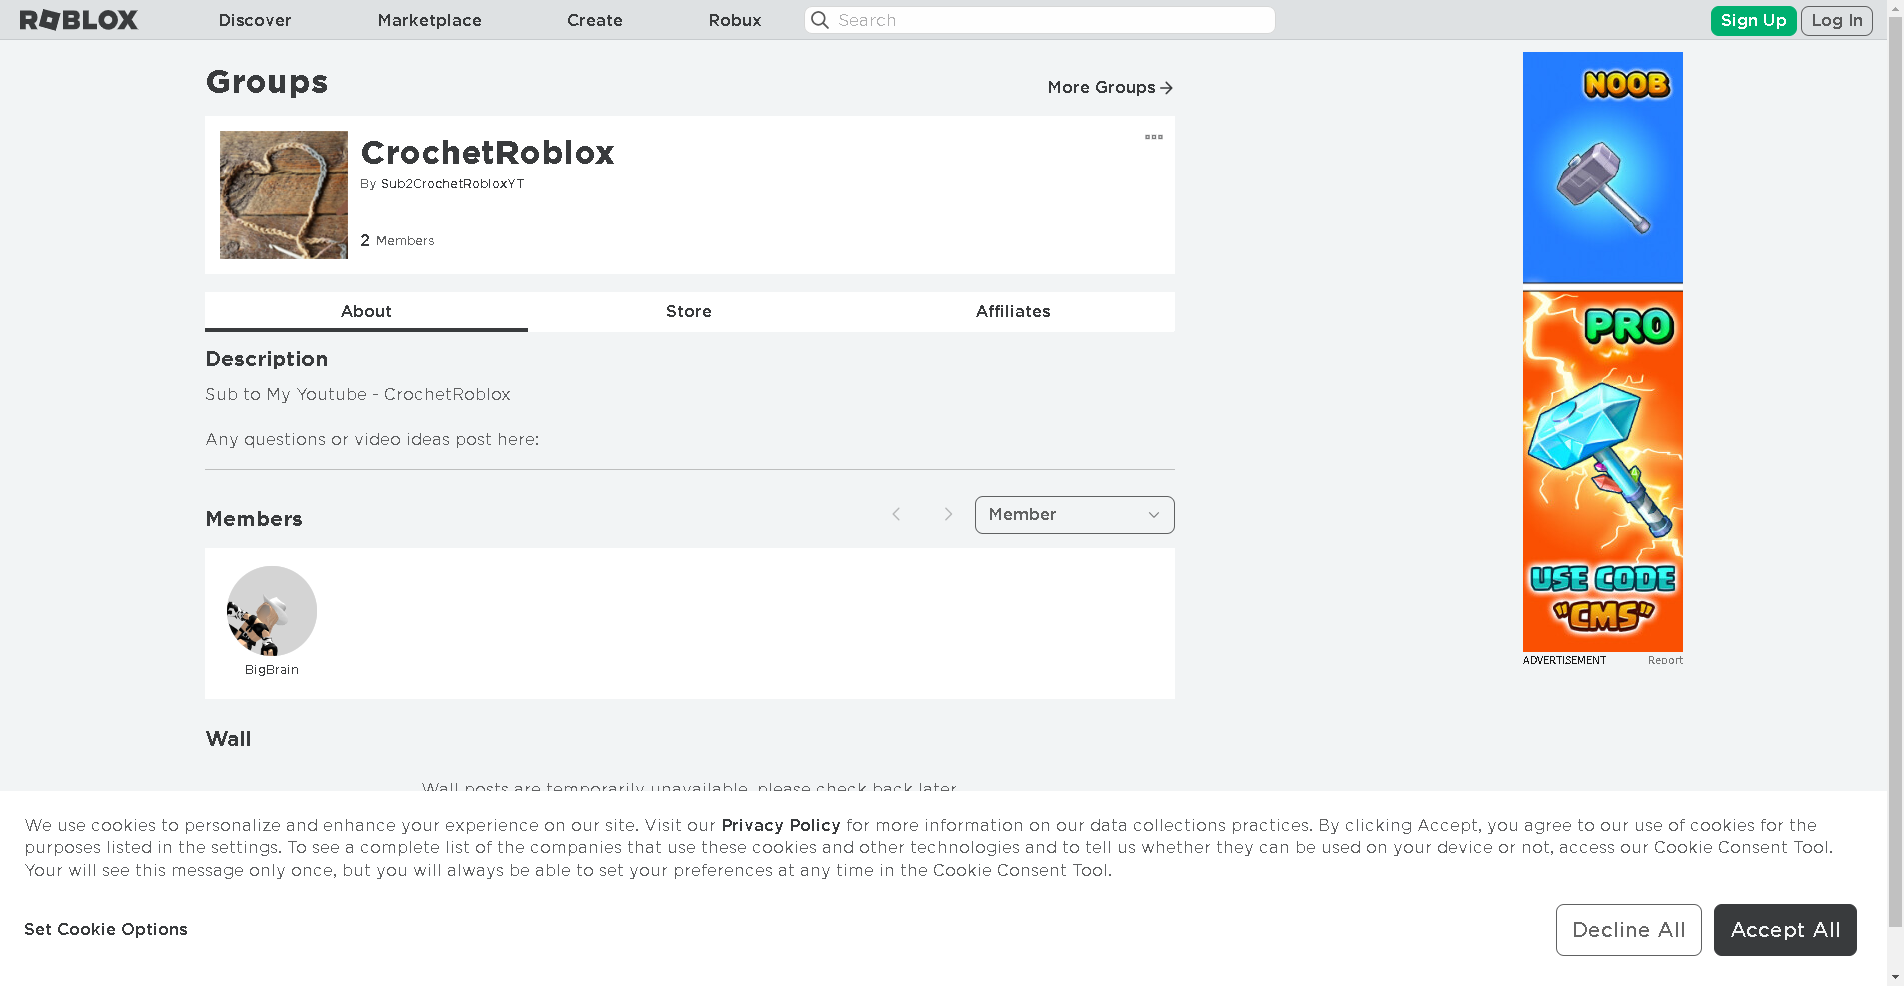 ROBLOX Discover Marketplace Create Robux Search Sign Up Log In
Groups
More Groups
CrochetRoblox
By Sub2CrochetRobloxYT
2 Members
About Store Affiliates
Description
Sub to My Youtube - CrochetRoblox
Any questions or video ideas post here:
Members
Member
BigBrain
Wall
Wall posts are temporarily unavailable, please check back later.
NOOB
PRO
USE CODE
"CMS"
ADVERTISEMENT Report
We use cookies to personalize and enhance your experience on our site. Visit our Privacy Policy for more information on our data collections practices. By clicking Accept, you agree to our use of cookies for the
purposes listed in the settings. To see a complete list of the companies that use these cookies and other technologies and to tell us whether they can be used on your device or not, access our Cookie Consent Tool.
Your will see this message only once, but you will always be able to set your preferences at any time in the Cookie Consent Tool.
Set Cookie Options
Decline All
Accept All